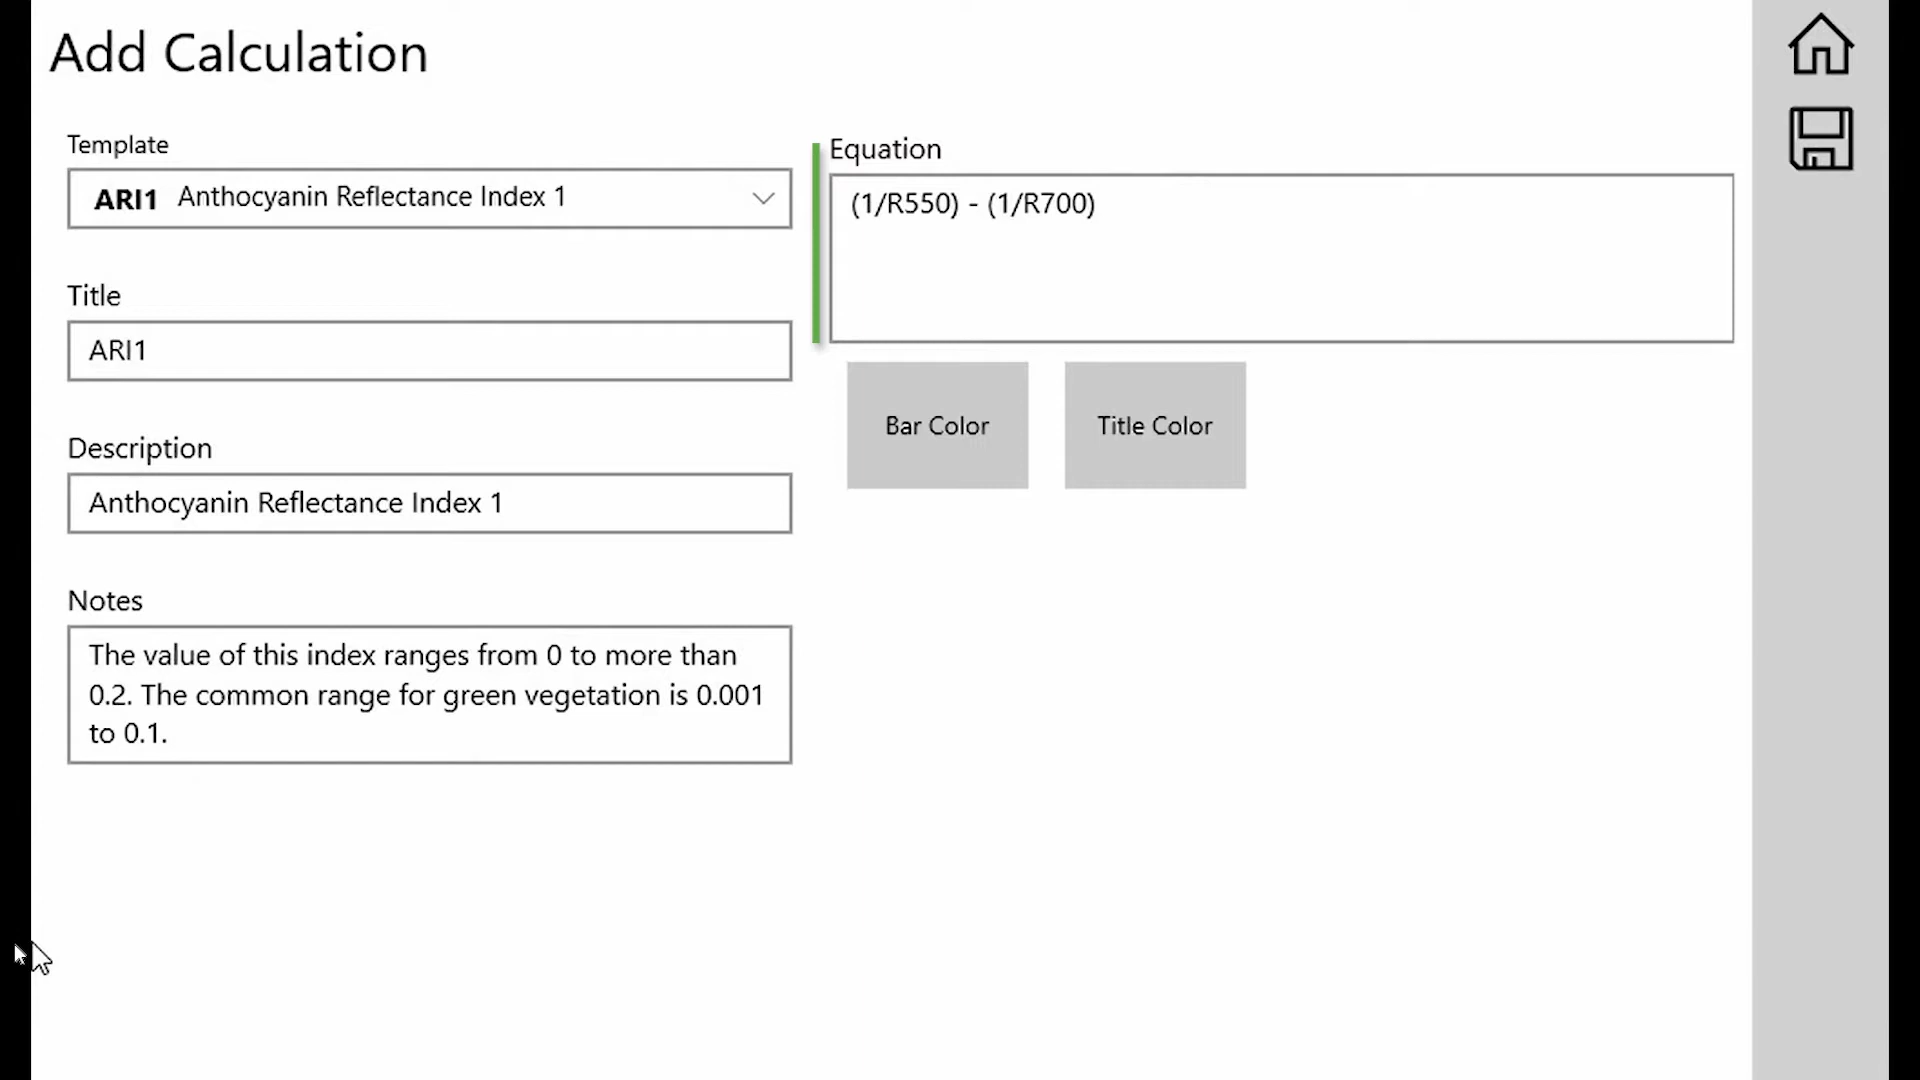 Add Calculation
Template
ARI1 Anthocyanin Reflectance Index 1
Title
ARI1
Description
Anthocyanin Reflectance Index 1
Notes
The value of this index ranges from 0 to more than
0.2. The common range for green vegetation is 0.001
to 0.1.
Equation
(1/R550) - (1/R700)
Bar Color
Title Color